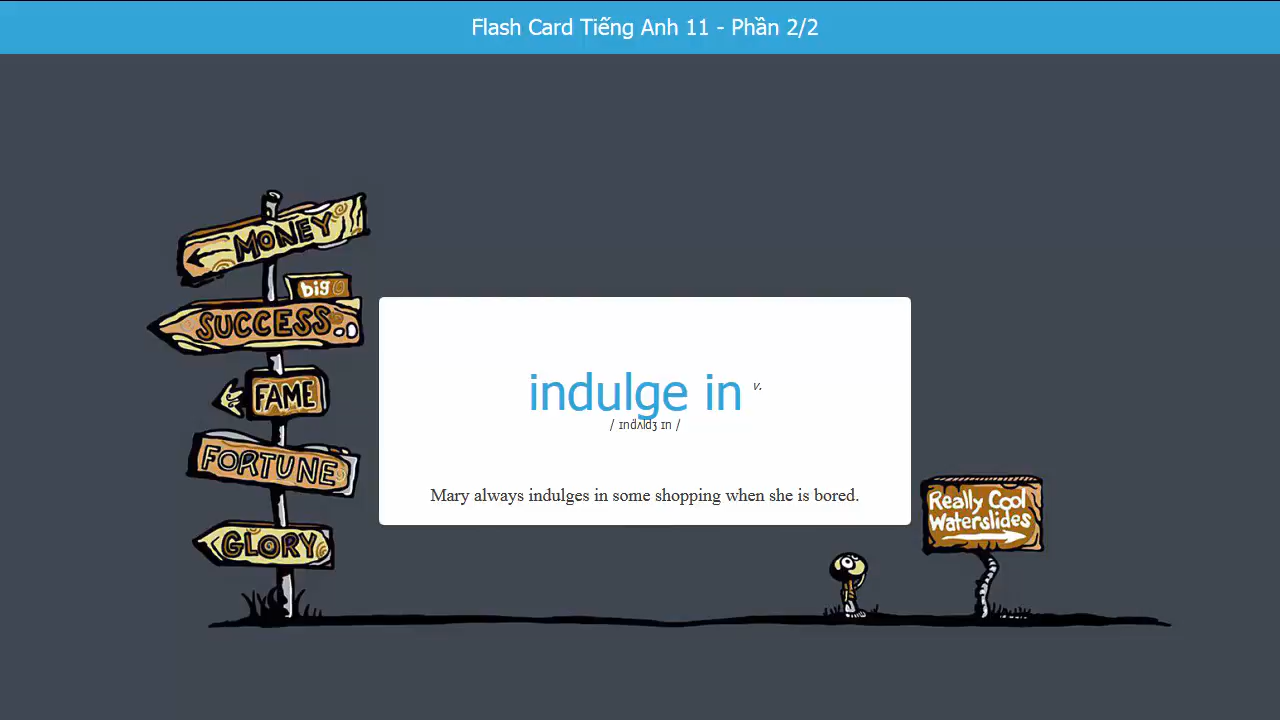 Flash Card Tiếng Anh 11 - Phần 2/2
MONEY
big
SUCCESS
FAME
FORTUNE
GLORY
indulge in v.
/ ɪndʌldʒ ɪn /
Mary always indulges in some shopping when she is bored.
Really Cool
Waterslides